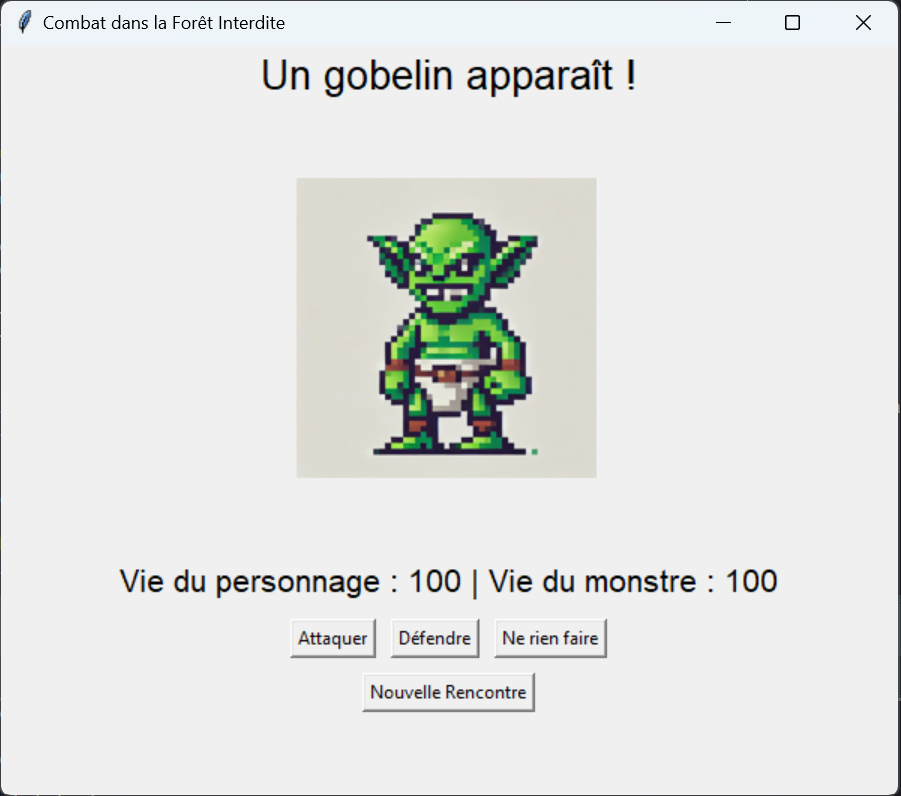 Combat dans la Forêt Interdite
Un gobelin apparaît !
Vie du personnage : 100 | Vie du monstre : 100
Attaquer Défendre Ne rien faire
Nouvelle Rencontre